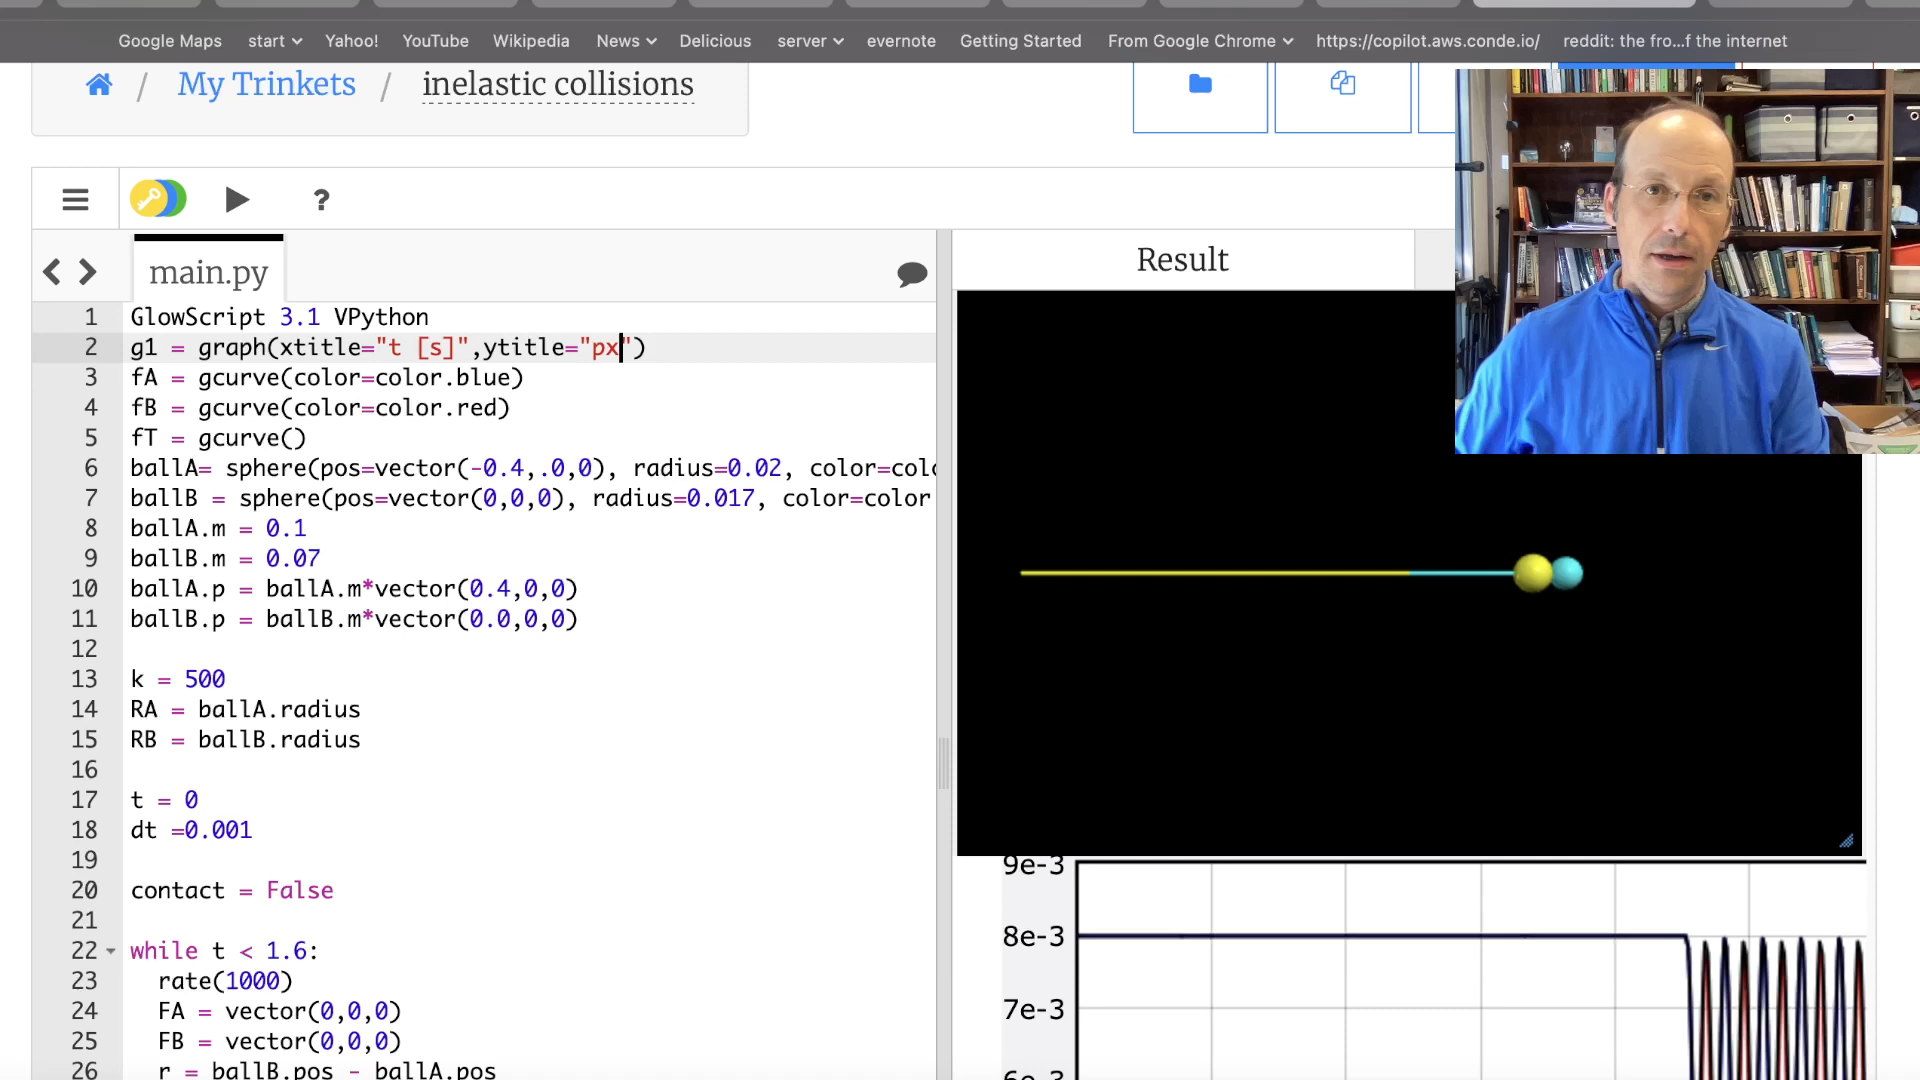 Google Maps start Yahoo! YouTube Wikipedia News Delicious server evernote Getting Started From Google Chrome https://copilot.aws.conde.io/ reddit: the fro...f the internet
/ My Trinkets / inelastic collisions
?
main.py
Result
1 GlowScript 3.1 VPython
2 g1 = graph(xtitle="t [s]",ytitle="px")
3 fA = gcurve(color=color.blue)
4 fB = gcurve(color=color.red)
5 fT = gcurve()
6 ballA= sphere(pos=vector(-0.4,.0,0), radius=0.02, color=colo
7 ballB = sphere(pos=vector(0,0,0), radius=0.017, color=color
8 ballA.m = 0.1
9 ballB.m = 0.07
10 ballA.p = ballA.m*vector(0.4,0,0)
11 ballB.p = ballB.m*vector(0.0,0,0)
12
13 k = 500
14 RA = ballA.radius
15 RB = ballB.radius
16
17 t = 0
18 dt =0.001
19
20 contact = False
21
22 while t < 1.6:
23 rate(1000)
24 FA = vector(0,0,0)
25 FB = vector(0,0,0)
26 r = ballB.pos - ballA.pos
9e-3
8e-3
7e-3
6e-3